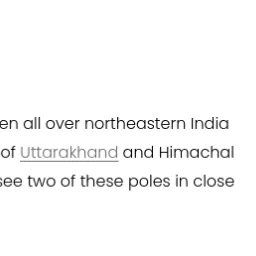 en all over northeastern India
of Uttarakhand and Himachal
see two of these poles in close